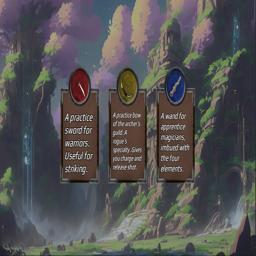 A practice
sword for
warriors.
Useful for
striking.
A practice bow
of the archer's
guild. A
rogue's
specialty. Gives
you charge and
release shot.
A wand for
apprentice
magicians,
imbued with
the four
elements.